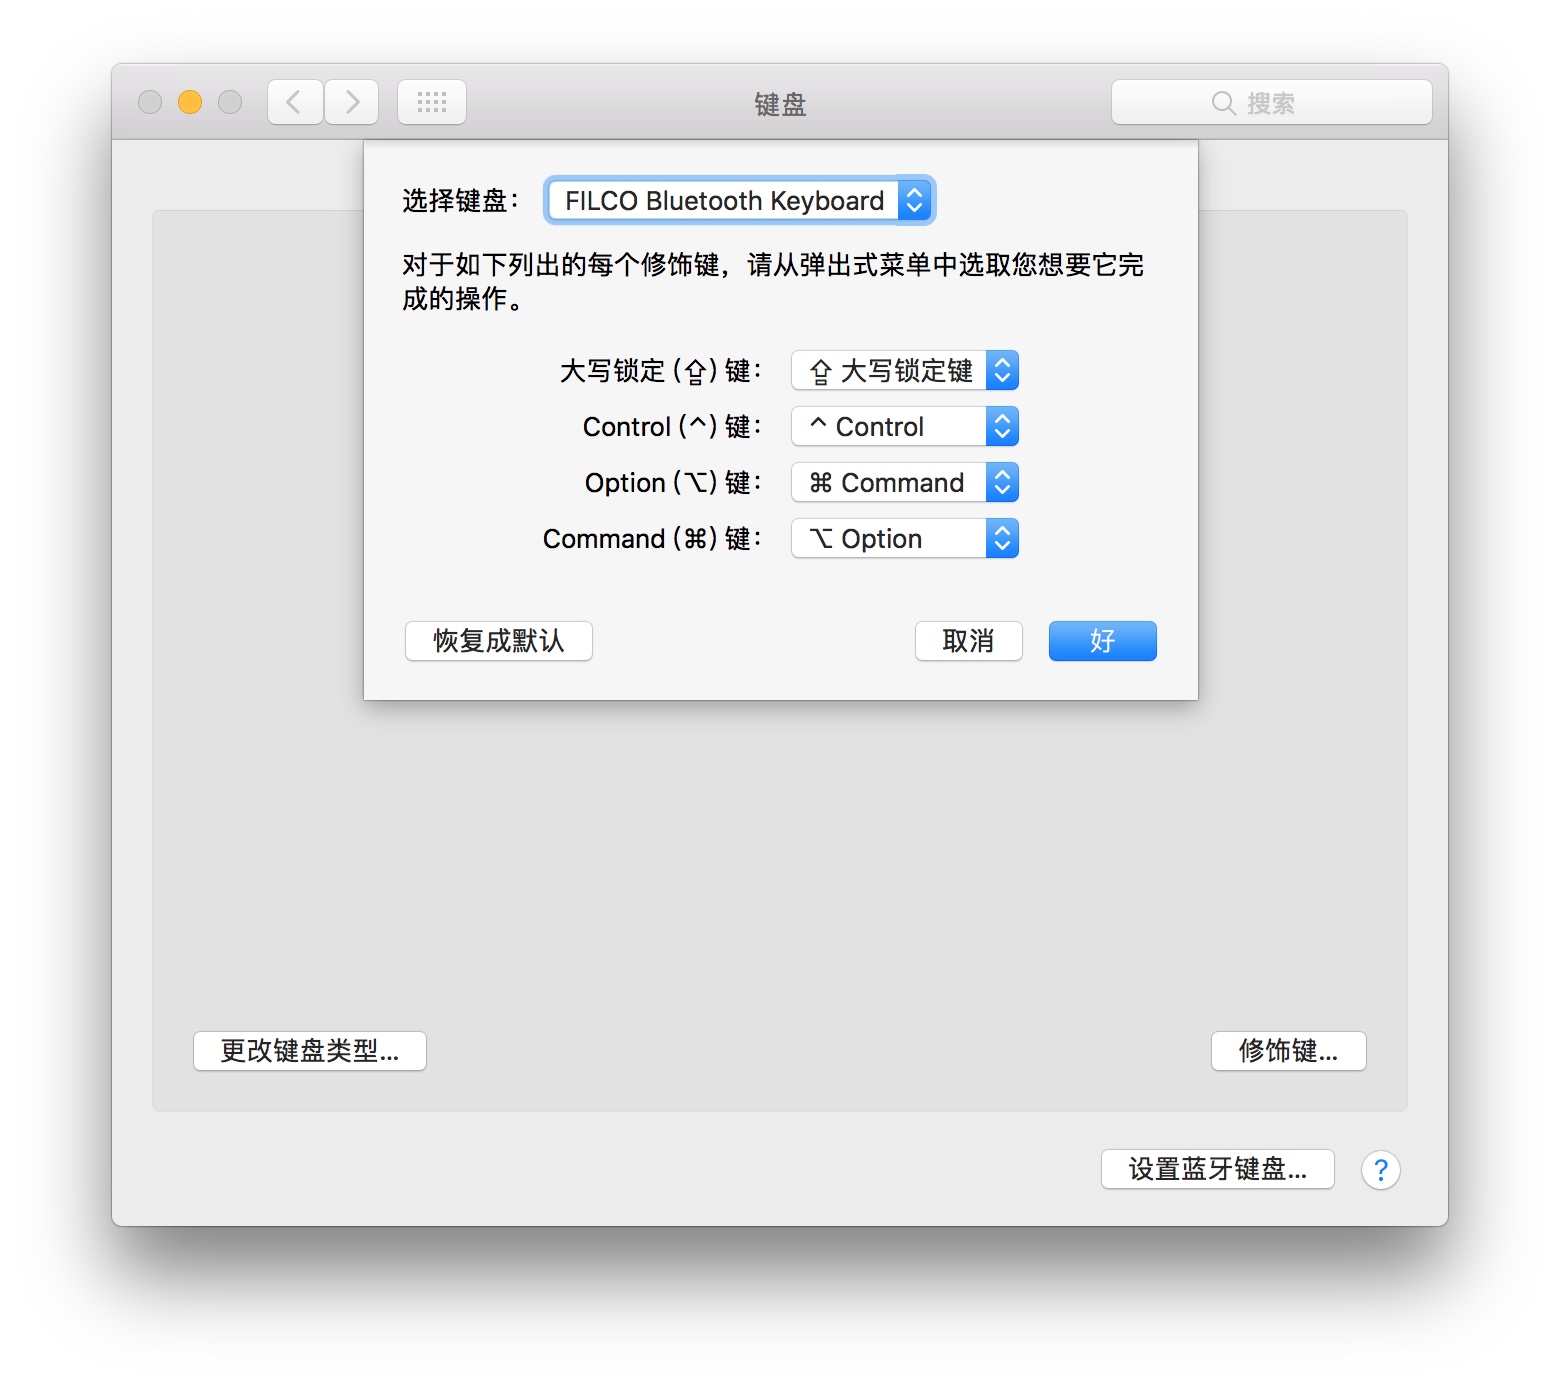 键盘
搜索
选择键盘： FILCO Bluetooth Keyboard
对于如下列出的每个修饰键，请从弹出式菜单中选取您想要它完
成的操作。
大写锁定 (⇪) 键： ⇪ 大写锁定键
Control (^) 键： ^ Control
Option (⌥) 键： ⌘ Command
Command (⌘) 键： ⌥ Option
恢复成默认 取消 好
更改键盘类型... 修饰键...
设置蓝牙键盘... ?